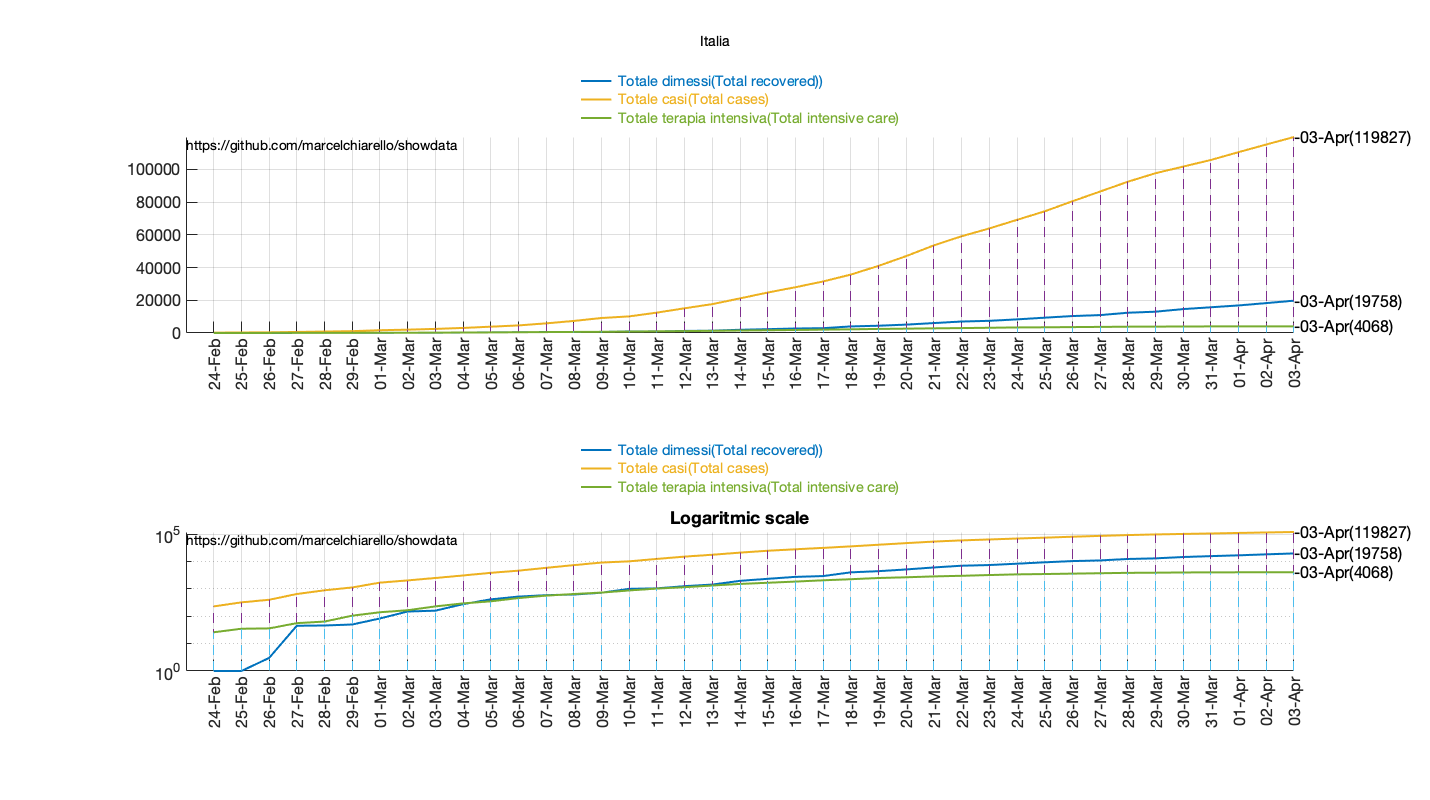 Italia
Totale dimessi(Total recovered))
Totale casi(Total cases)
Totale terapia intensiva(Total intensive care)
https://github.com/marcelchiarello/showdata
-03-Apr(119827)
100000
80000
60000
40000
20000
0
-03-Apr(19758)
-03-Apr(4068)
24-Feb
25-Feb
26-Feb
27-Feb
28-Feb
29-Feb
01-Mar
02-Mar
03-Mar
04-Mar
05-Mar
06-Mar
07-Mar
08-Mar
09-Mar
10-Mar
11-Mar
12-Mar
13-Mar
14-Mar
15-Mar
16-Mar
17-Mar
18-Mar
19-Mar
20-Mar
21-Mar
22-Mar
23-Mar
24-Mar
25-Mar
26-Mar
27-Mar
28-Mar
29-Mar
30-Mar
31-Mar
01-Apr
02-Apr
03-Apr
Totale dimessi(Total recovered))
Totale casi(Total cases)
Totale terapia intensiva(Total intensive care)
Logaritmic scale
10^5
https://github.com/marcelchiarello/showdata
-03-Apr(119827)
-03-Apr(19758)
-03-Apr(4068)
10^0
24-Feb
25-Feb
26-Feb
27-Feb
28-Feb
29-Feb
01-Mar
02-Mar
03-Mar
04-Mar
05-Mar
06-Mar
07-Mar
08-Mar
09-Mar
10-Mar
11-Mar
12-Mar
13-Mar
14-Mar
15-Mar
16-Mar
17-Mar
18-Mar
19-Mar
20-Mar
21-Mar
22-Mar
23-Mar
24-Mar
25-Mar
26-Mar
27-Mar
28-Mar
29-Mar
30-Mar
31-Mar
01-Apr
02-Apr
03-Apr